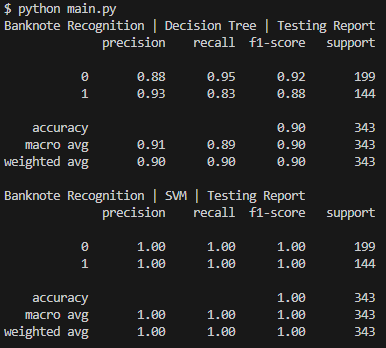 $ python main.py
Banknote Recognition | Decision Tree | Testing Report
precision recall f1-score support
0 0.88 0.95 0.92 199
1 0.93 0.83 0.88 144
accuracy 0.90 343
macro avg 0.91 0.89 0.90 343
weighted avg 0.90 0.90 0.90 343
Banknote Recognition | SVM | Testing Report
precision recall f1-score support
0 1.00 1.00 1.00 199
1 1.00 1.00 1.00 144
accuracy 1.00 343
macro avg 1.00 1.00 1.00 343
weighted avg 1.00 1.00 1.00 343